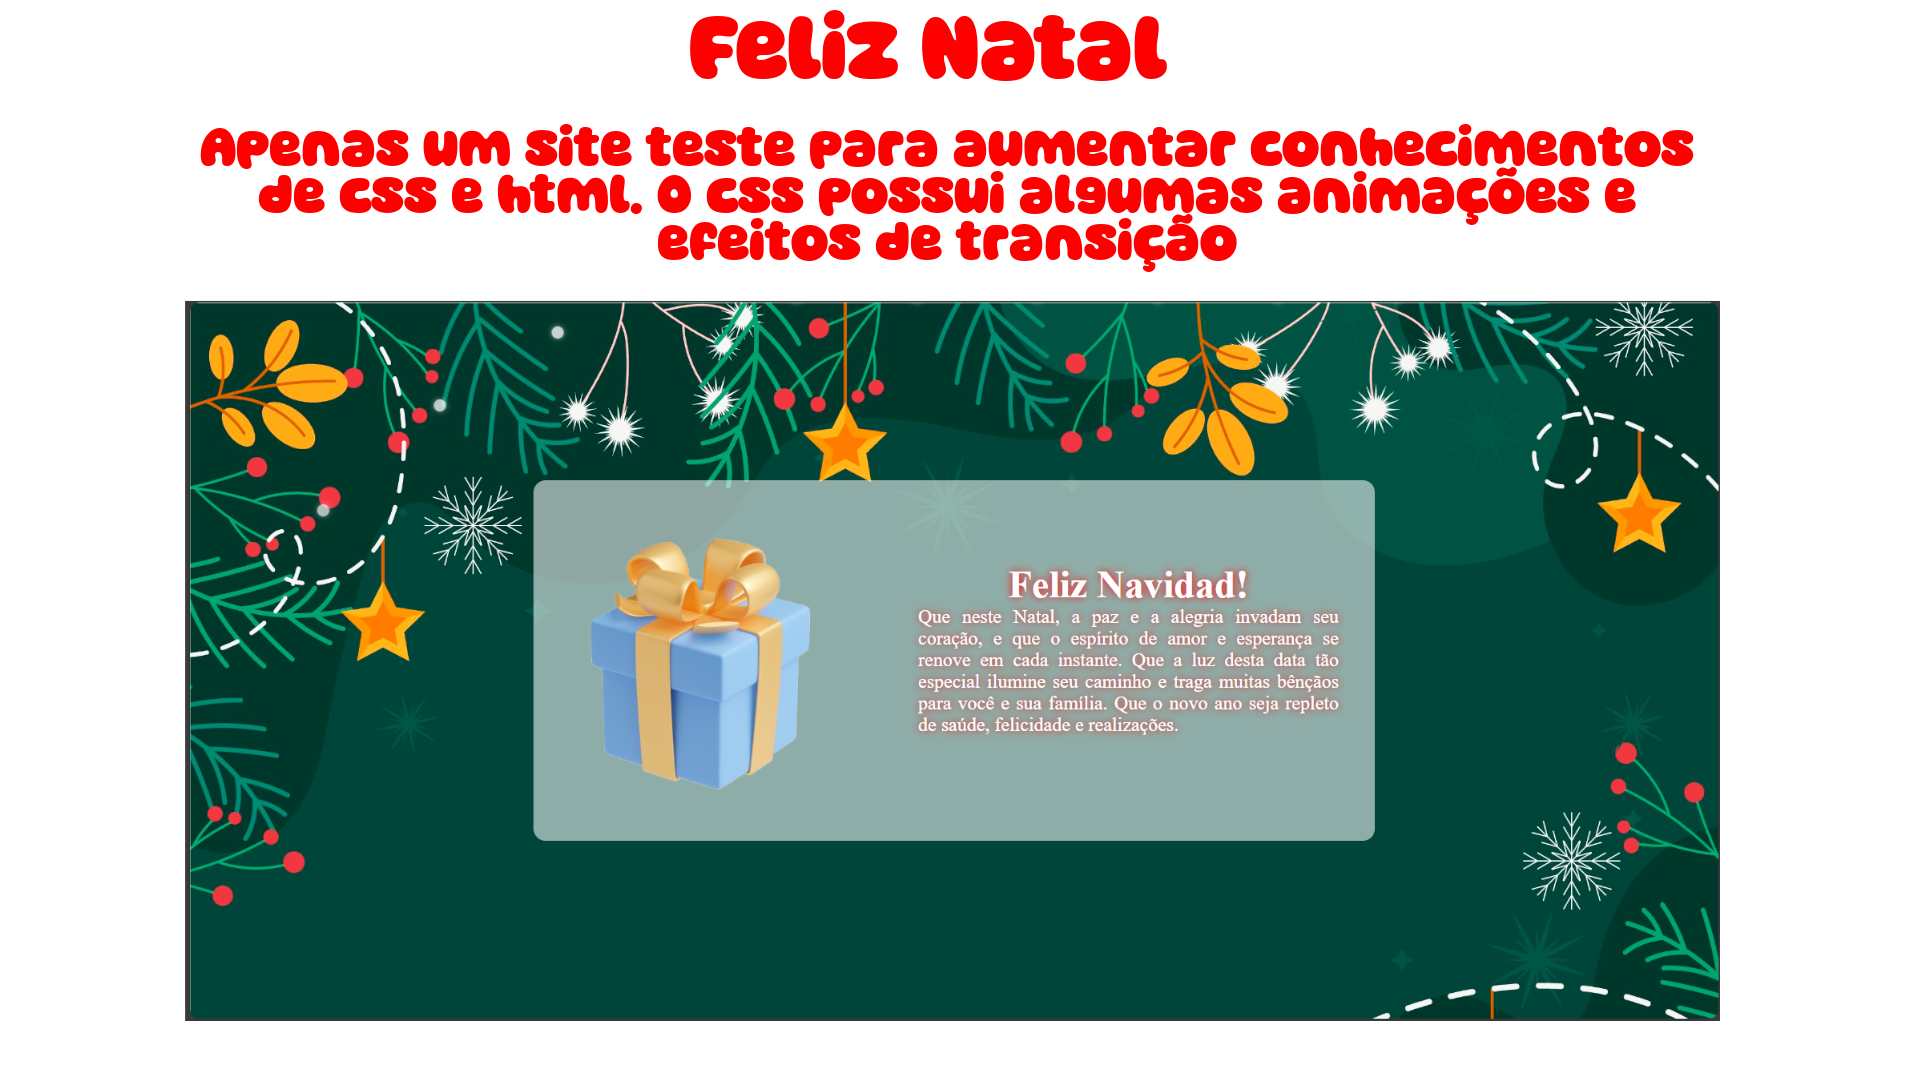 Feliz Natal
Apenas um site teste para aumentar conhecimentos
de css e html. O css possui algumas animações e
efeitos de transição
Feliz Navidad!
Que neste Natal, a paz e a alegria invadam seu
coração, e que o espírito de amor e esperança se
renove em cada instante. Que a luz desta data tão
especial ilumine seu caminho e traga muitas bênçãos
para você e sua família. Que o novo ano seja repleto
de saúde, felicidade e realizações.